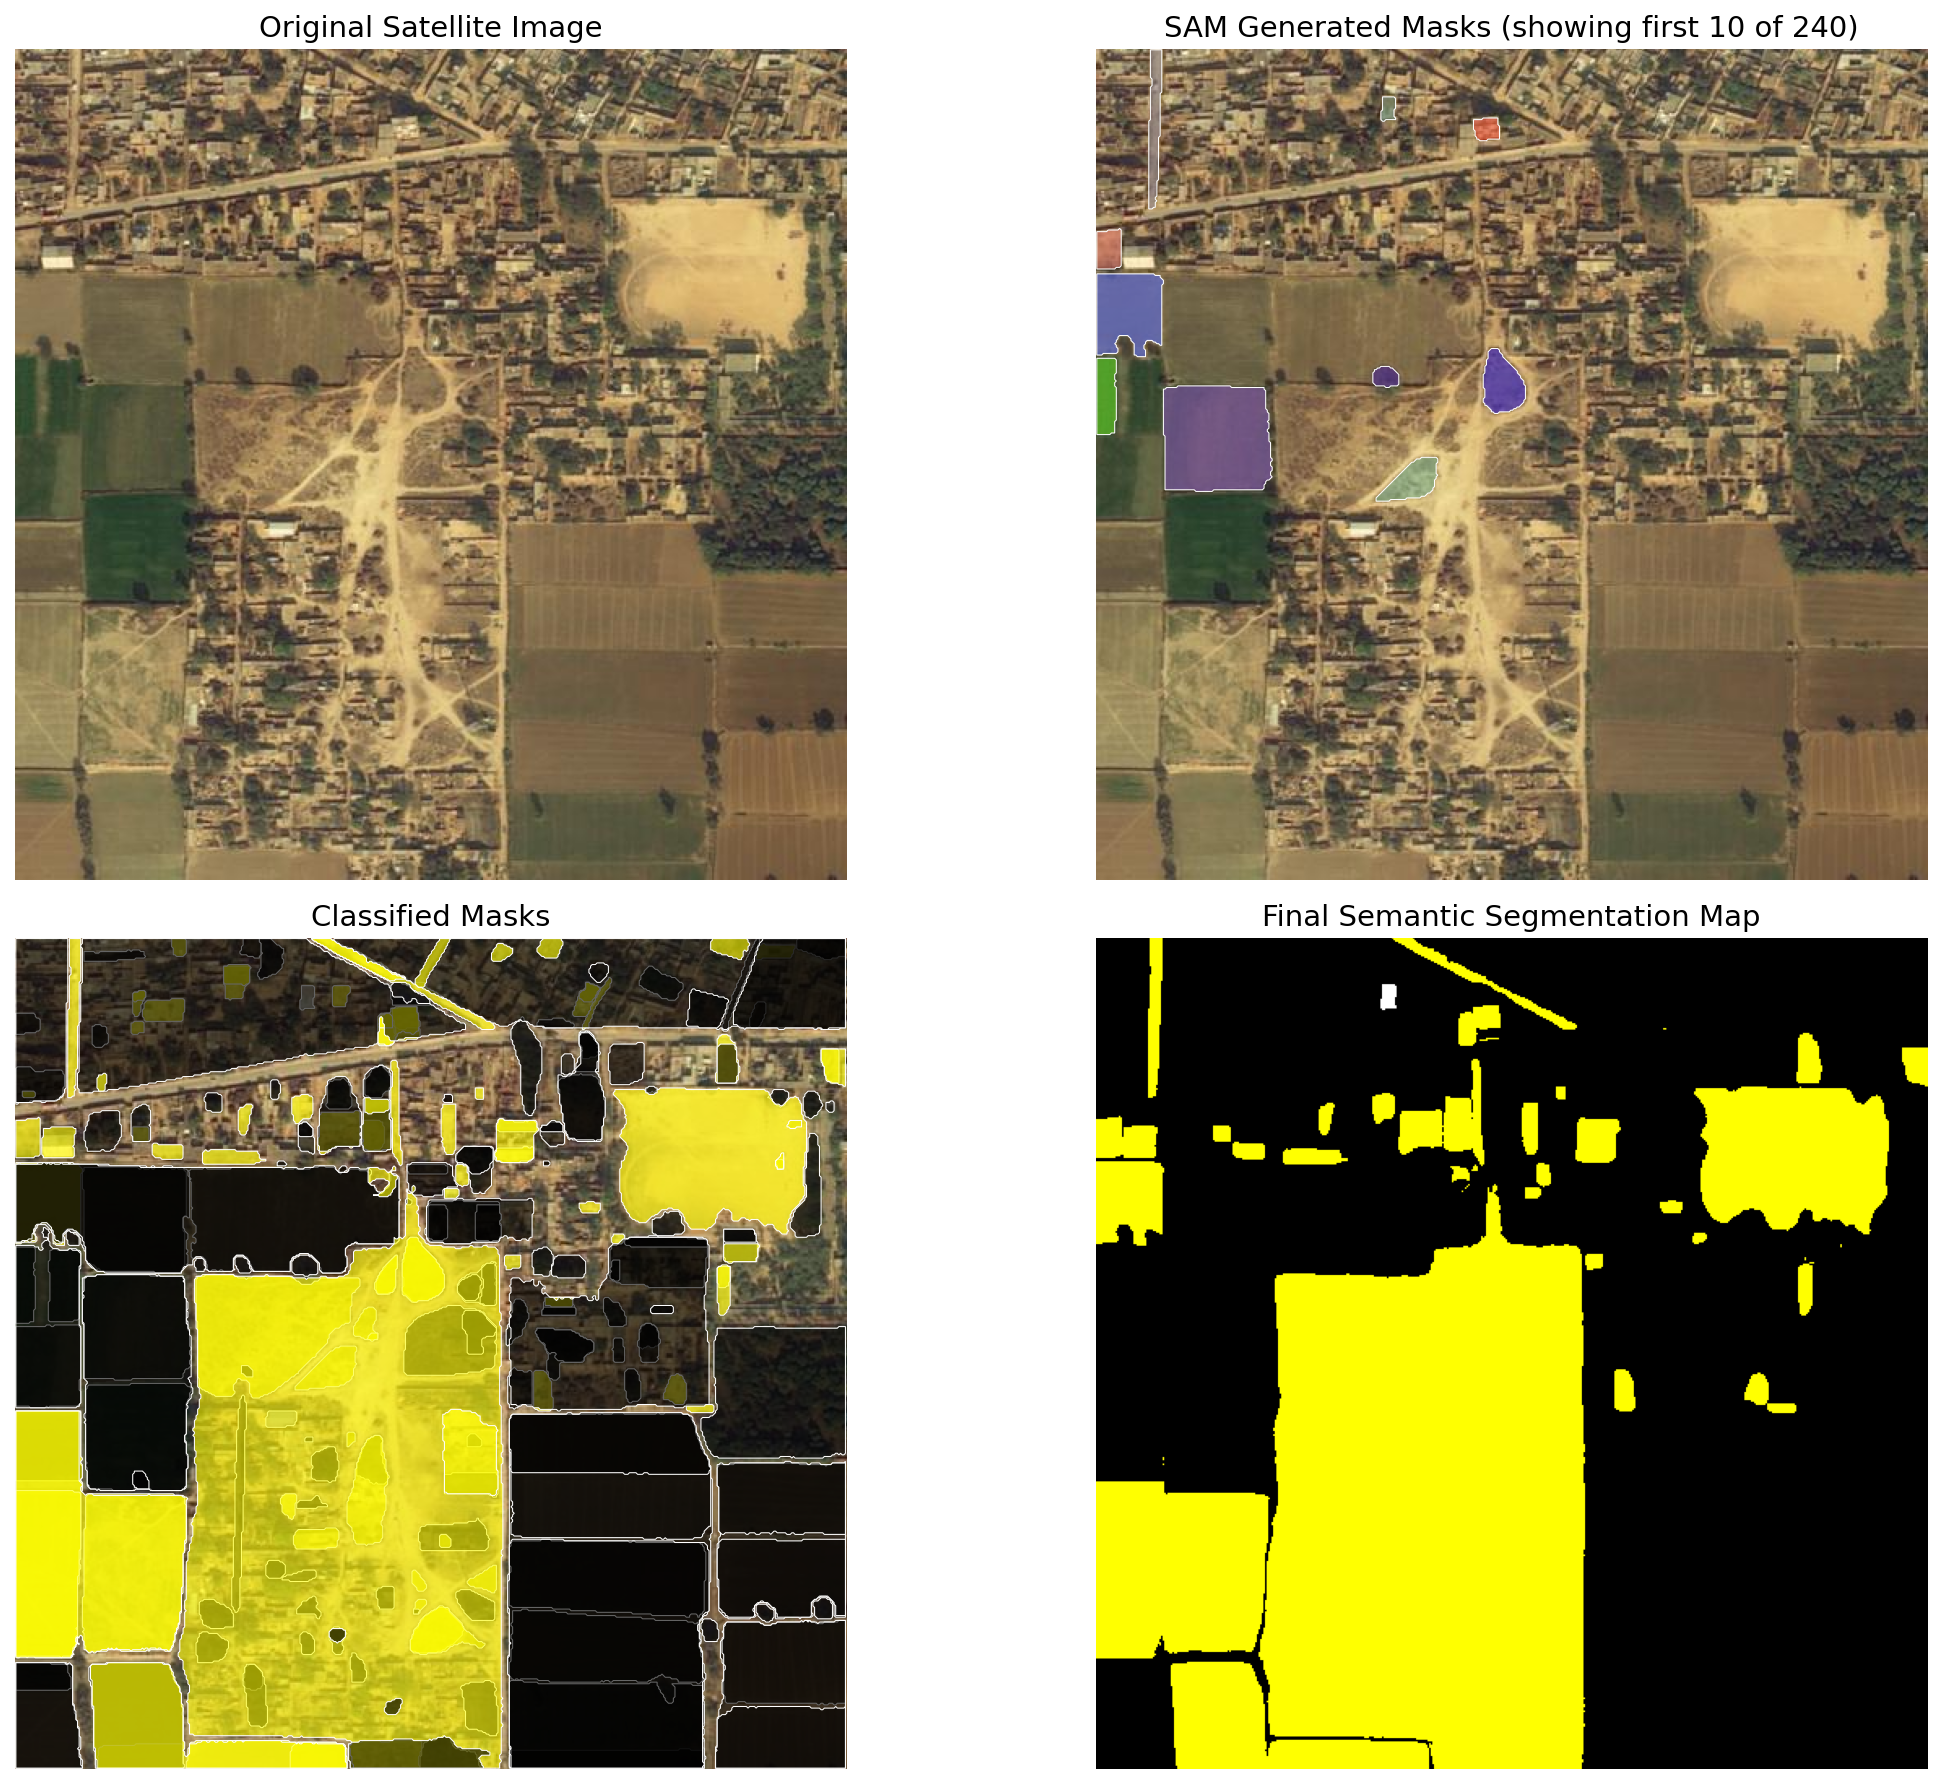 Original Satellite Image
SAM Generated Masks (showing first 10 of 240)
Classified Masks
Final Semantic Segmentation Map